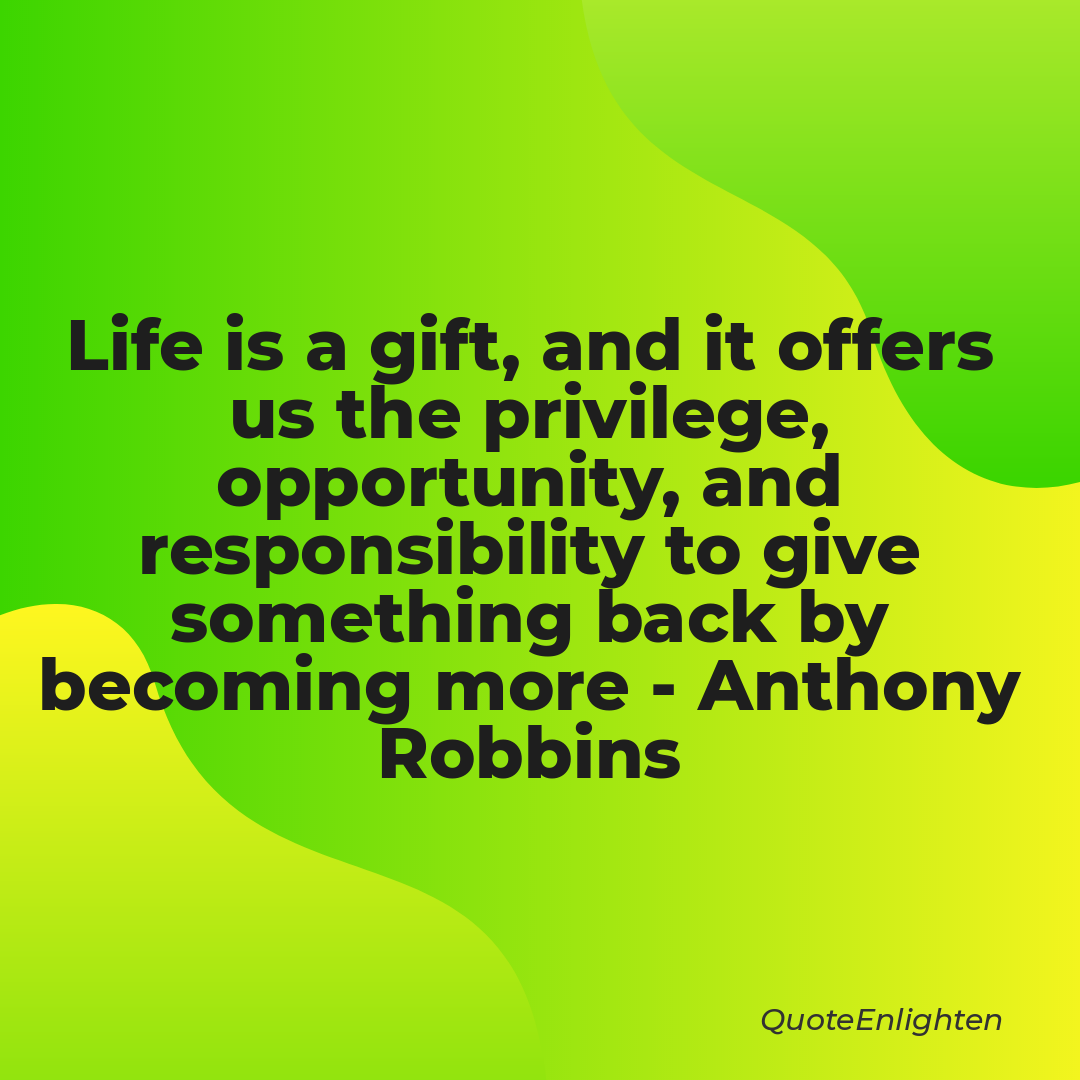 Life is a gift, and it offers
us the privilege,
opportunity, and
responsibility to give
something back by
becoming more - Anthony
Robbins
QuoteEnlighten